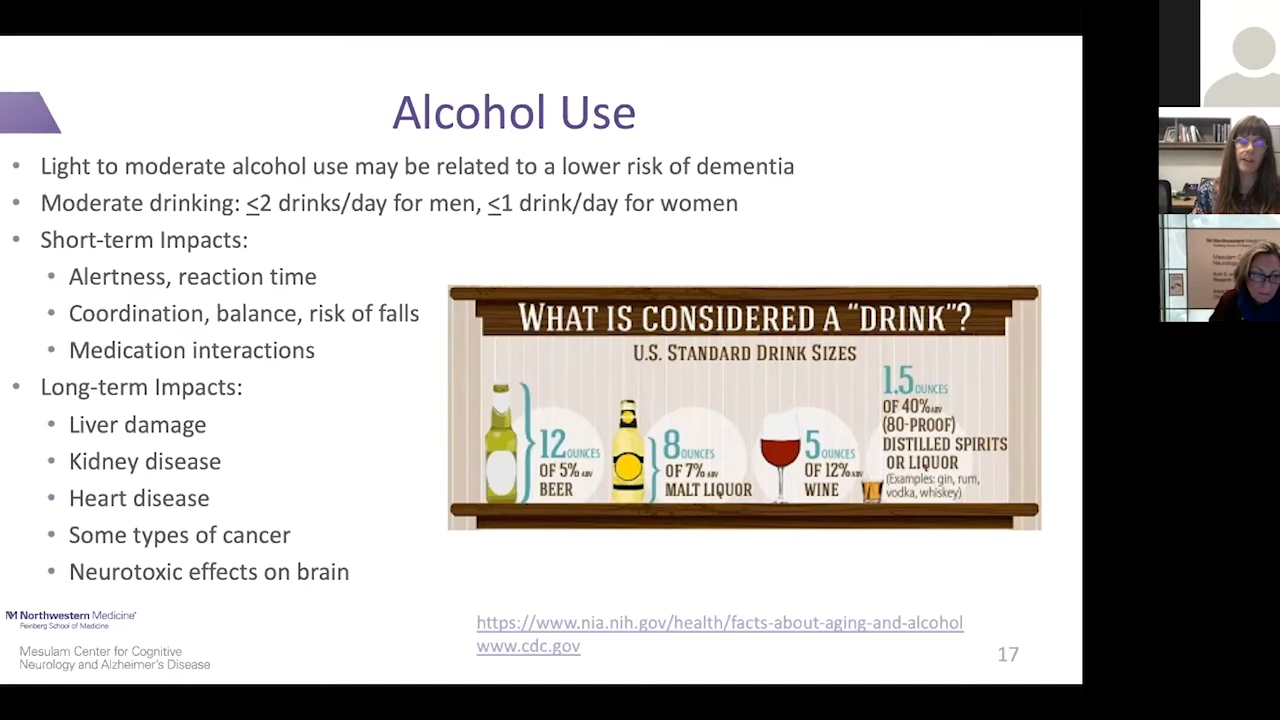 Alcohol Use
• Light to moderate alcohol use may be related to a lower risk of dementia
• Moderate drinking: <2 drinks/day for men, <1 drink/day for women
• Short-term Impacts:
• Alertness, reaction time
• Coordination, balance, risk of falls
• Medication interactions
• Long-term Impacts:
• Liver damage
• Kidney disease
• Heart disease
• Some types of cancer
• Neurotoxic effects on brain
WHAT IS CONSIDERED A “DRINK”?
U.S. STANDARD DRINK SIZES
12 OUNCES
OF 5% ABV
BEER
8 OUNCES
OF 7% ABV
MALT LIQUOR
5 OUNCES
OF 12% ABV
WINE
1.5 OUNCES
OF 40% ABV
(80-PROOF)
DISTILLED SPIRITS
OR LIQUOR
(Examples: gin, rum,
vodka, whiskey)
https://www.nia.nih.gov/health/facts-about-aging-and-alcohol
www.cdc.gov
17
M Northwestern Medicine
Feinberg School of Medicine
Mesulam Center for Cognitive
Neurology and Alzheimer's Disease
Northwestern Medicine